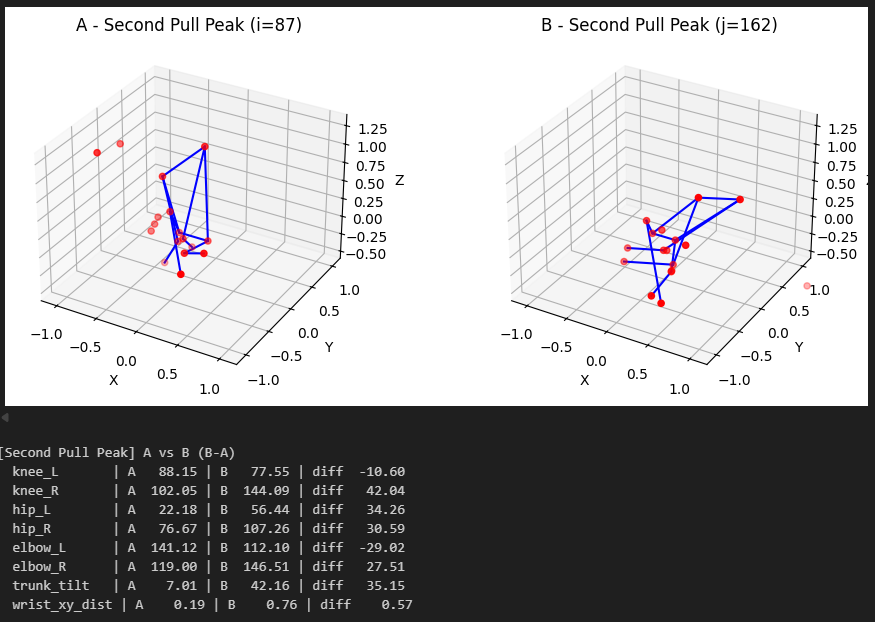 A - Second Pull Peak (i=87)
B - Second Pull Peak (j=162)
1.25
1.00
0.75
0.50
0.25
0.00
−0.25
−0.50
Z
1.0
0.5
0.0
−0.5
−1.0
Y
−1.0
−0.5
0.0
0.5
1.0
X
1.25
1.00
0.75
0.50
0.25
0.00
−0.25
−0.50
1.0
0.5
0.0
−0.5
−1.0
Y
−1.0
−0.5
0.0
0.5
1.0
X
[Second Pull Peak] A vs B (B-A)
knee_L | A 88.15 | B 77.55 | diff -10.60
knee_R | A 102.05 | B 144.09 | diff 42.04
hip_L | A 22.18 | B 56.44 | diff 34.26
hip_R | A 76.67 | B 107.26 | diff 30.59
elbow_L | A 141.12 | B 112.10 | diff -29.02
elbow_R | A 119.00 | B 146.51 | diff 27.51
trunk_tilt | A 7.01 | B 42.16 | diff 35.15
wrist_xy_dist | A 0.19 | B 0.76 | diff 0.57